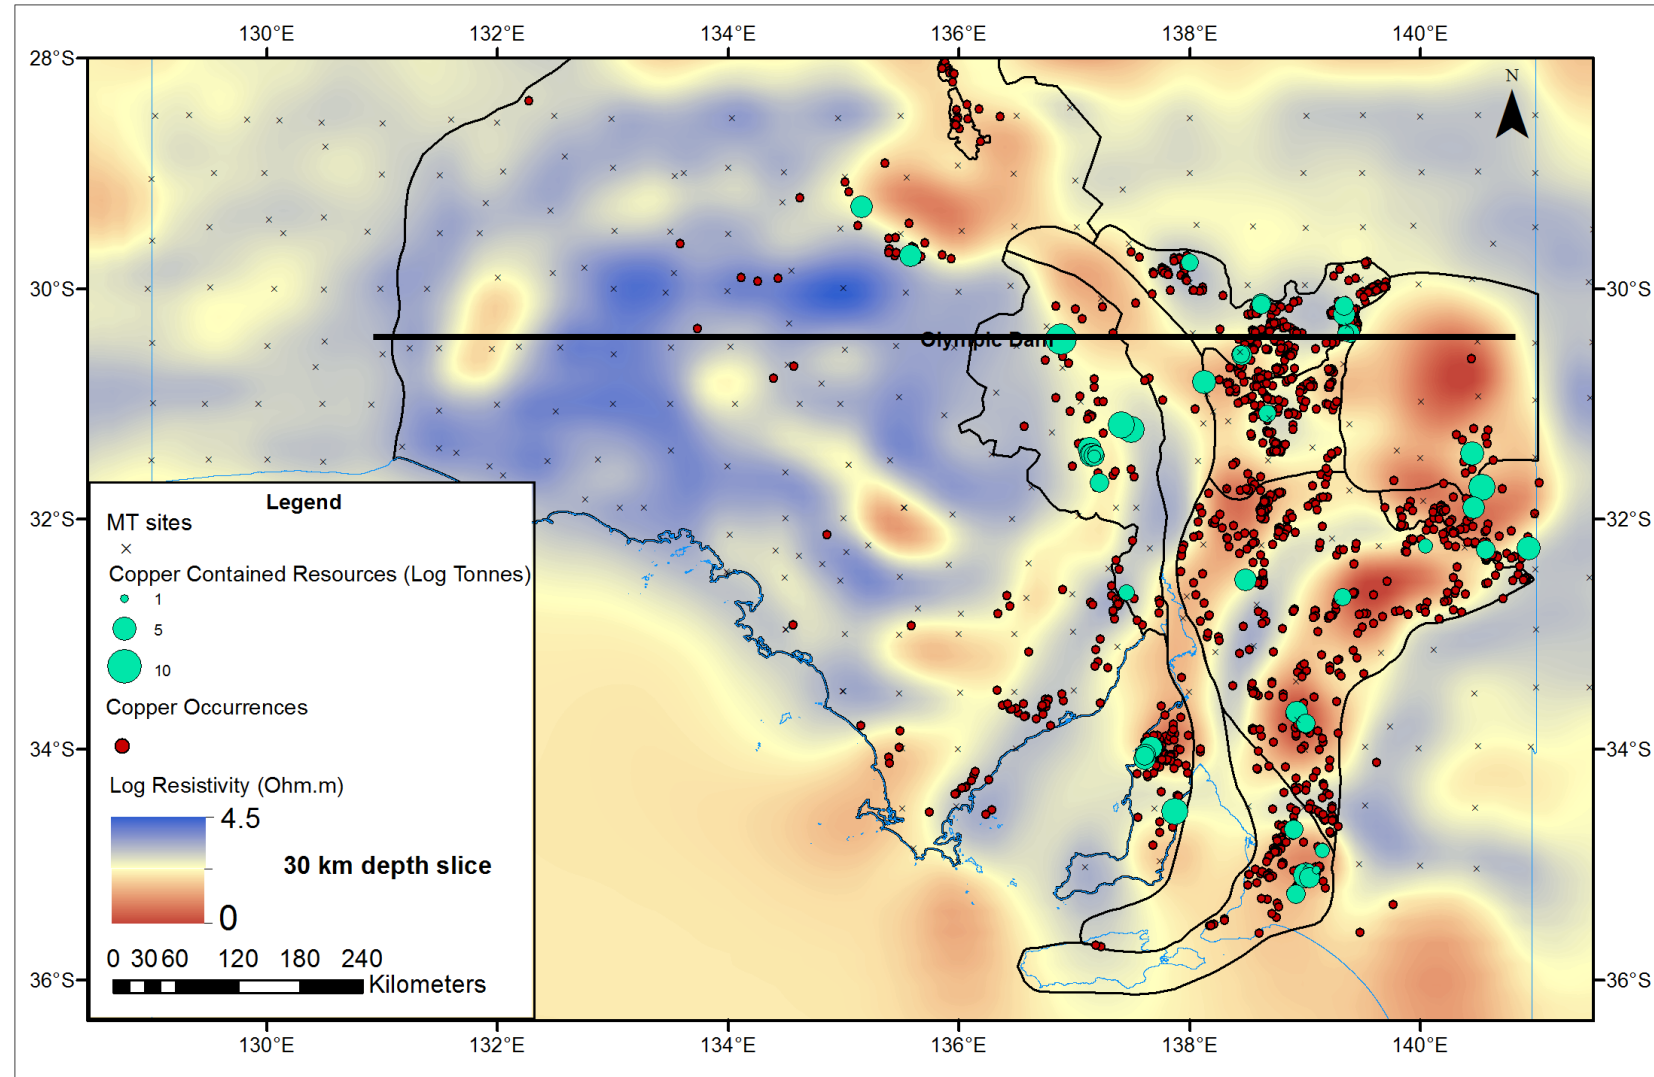 130°E 132°E 134°E 136°E 138°E 140°E
28°S
N
30°S 30°S
Olympic Dam
32°S 32°S
34°S 34°S
36°S 36°S
Legend
MT sites
Copper Contained Resources (Log Tonnes)
1
5
10
Copper Occurrences
Log Resistivity (Ohm.m)
4.5
30 km depth slice
0
0 30 60 120 180 240
Kilometers
130°E 132°E 134°E 136°E 138°E 140°E